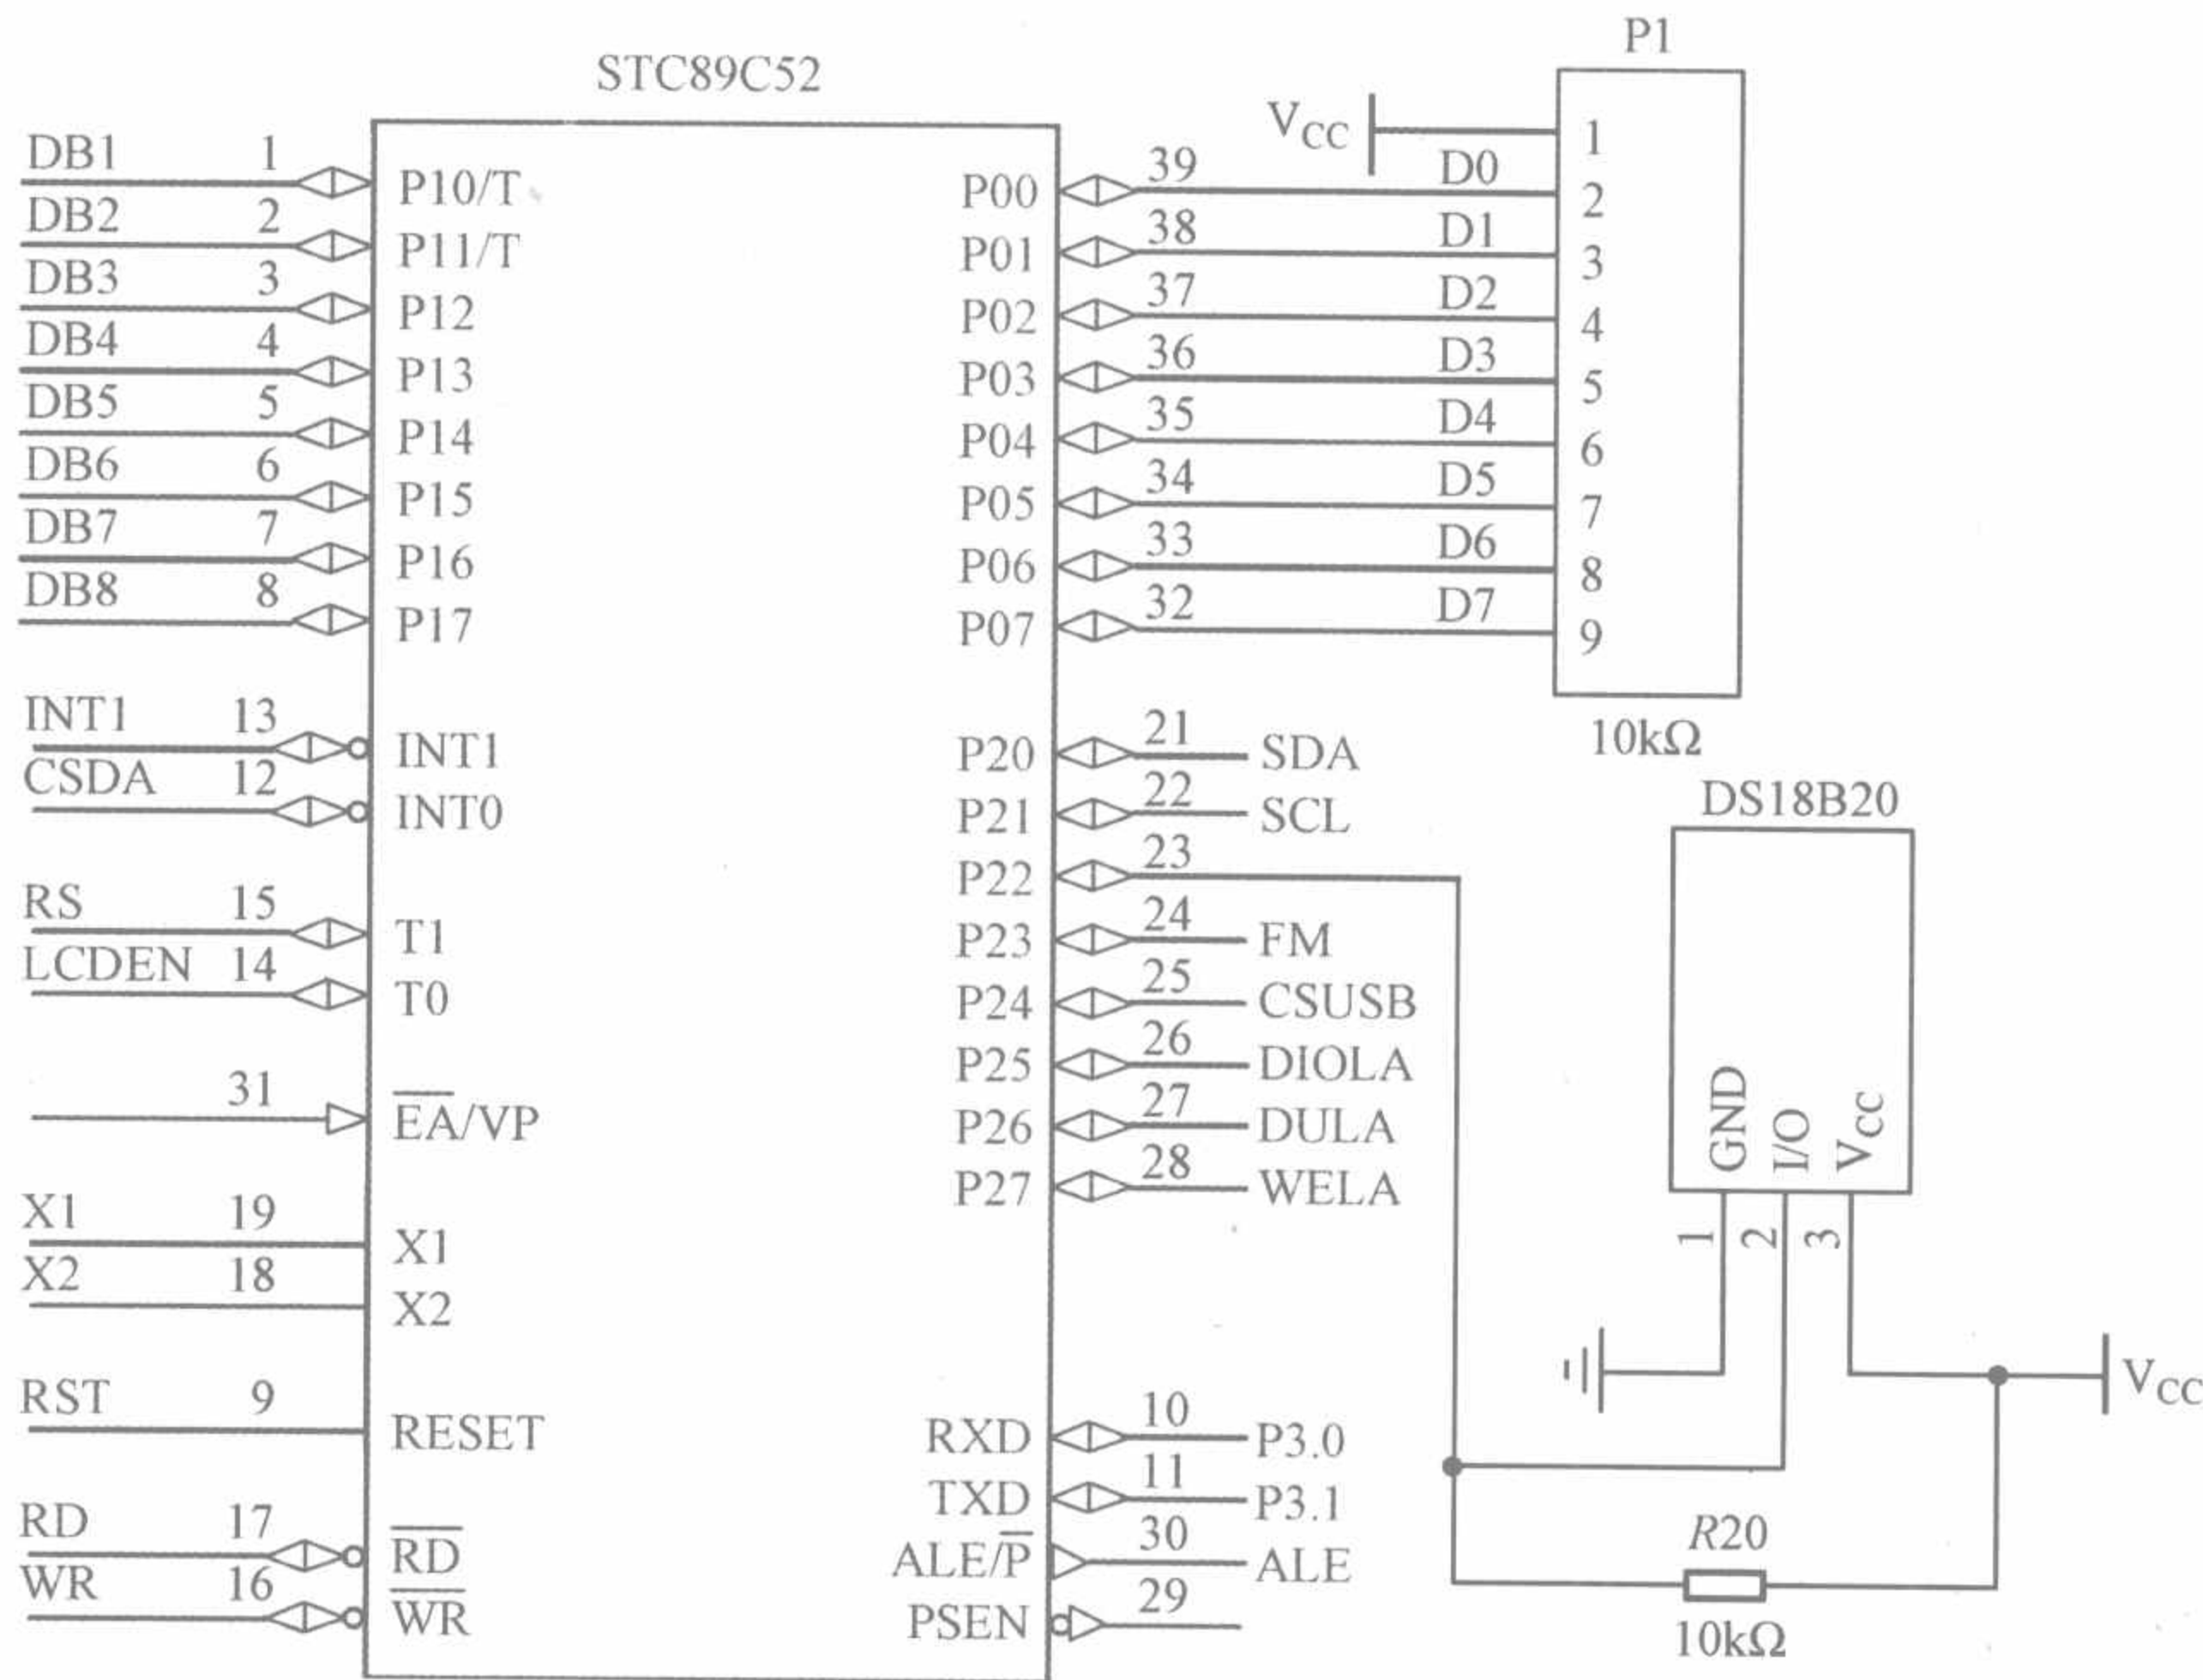 STC89C52
P1
DB1 1 P10/T
DB2 2 P11/T
DB3 3 P12
DB4 4 P13
DB5 5 P14
DB6 6 P15
DB7 7 P16
DB8 8 P17
INT1 13 INT1
CSDA 12 INT0
RS 15 T1
LCDEN 14 T0
31 EA/VP
X1 19 X1
X2 18 X2
RST 9 RESET
RD 17 RD
WR 16 WR
VCC 1
P00 39 D0 2
P01 38 D1 3
P02 37 D2 4
P03 36 D3 5
P04 35 D4 6
P05 34 D5 7
P06 33 D6 8
P07 32 D7 9
10kΩ
P20 21 SDA
P21 22 SCL
P22 23
P23 24 FM
P24 25 CSUSB
P25 26 DIOLA
P26 27 DULA
P27 28 WELA
RXD 10 P3.0
TXD 11 P3.1
ALE/P 30 ALE
PSEN 29
DS18B20
GND
I/O
VCC
1
2
3
VCC
R20
10kΩ